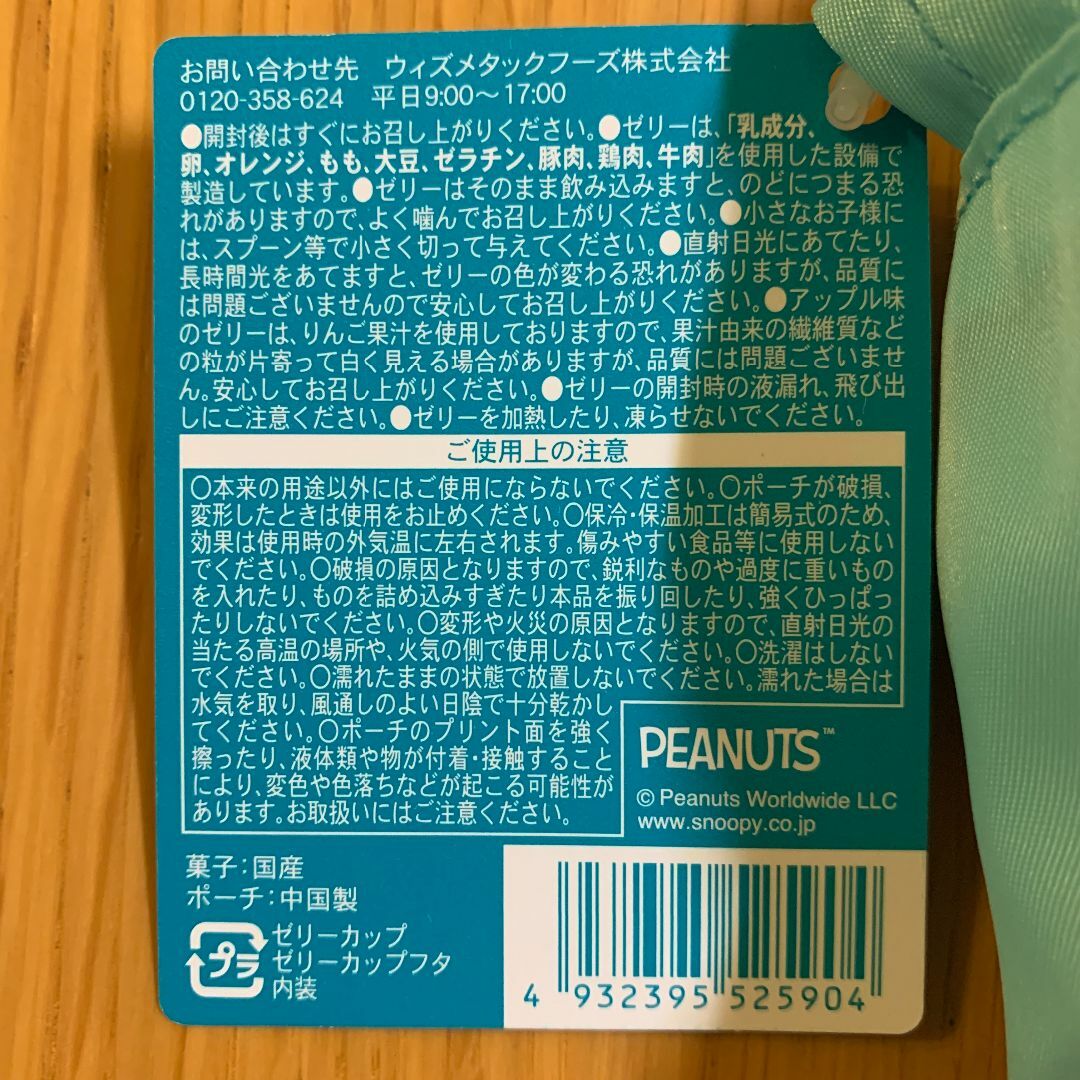 お問い合わせ先　ウィズメタックフーズ株式会社
0120-358-624　平日9:00～17:00
●開封後はすぐにお召し上がりください。●ゼリーは、「乳成分、
卵、オレンジ、もも、大豆、ゼラチン、豚肉、鶏肉、牛肉」を使用した設備で
製造しています。●ゼリーはそのまま飲み込みますと、のどにつまる恐
れがありますので、よく噛んでお召し上がりください。●小さなお子様に
は、スプーン等で小さく切って与えてください。●直射日光にあてたり、
長時間光をあてますと、ゼリーの色が変わる恐れがありますが、品質に
は問題ございませんので安心してお召し上がりください。●アップル味
のゼリーは、りんご果汁を使用しておりますので、果汁由来の繊維質など
の粒が片寄って白く見える場合がありますが、品質には問題ございませ
ん。安心してお召し上がりください。●ゼリーの開封時の液漏れ、飛び出
しにご注意ください。●ゼリーを加熱したり、凍らせないでください。
ご使用上の注意
〇本来の用途以外にはご使用にならないでください。〇ポーチが破損、
変形したときは使用をお止めください。〇保冷・保温加工は簡易式のため、
効果は使用時の外気温に左右されます。傷みやすい食品等に使用しない
でください。〇破損の原因となりますので、鋭利なものや過度に重いもの
を入れたり、ものを詰め込みすぎたり本品を振り回したり、強くひっぱっ
たりしないでください。〇変形や火災の原因となりますので、直射日光の
当たる高温の場所や、火気の側で使用しないでください。〇洗濯はしない
でください。〇濡れたままの状態で放置しないでください。濡れた場合は
水気を取り、風通しのよい日陰で十分乾かし
てください。〇ポーチのプリント面を強く
擦ったり、液体類や物が付着・接触すること
により、変色や色落ちなどが起こる可能性が
あります。お取扱いにはご注意ください。
PEANUTS™
© Peanuts Worldwide LLC
www.snoopy.co.jp
菓子：国産
ポーチ：中国製
プラ
ゼリーカップ
ゼリーカップフタ
内装
4 932395 525904